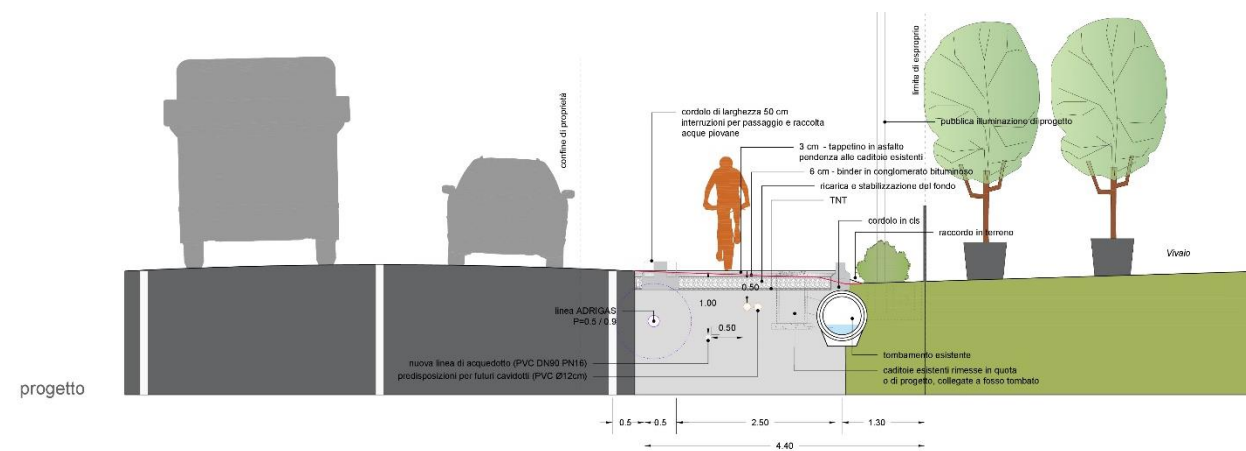 confine di proprietà
limite di esproprio
cordolo di larghezza 50 cm
interruzioni per passaggio e raccolta
acque piovane
pubblica illuminazione di progetto
3 cm - tappetino in asfalto
pendenza alle caditoie esistenti
6 cm - binder in conglomerato bituminoso
ricarica e stabilizzazione del fondo
TNT
cordolo in cls
raccordo in terreno
Vivaio
0.50
1.00
linea ADRIGAS
P=0.5 / 0.9
0.50
nuova linea di acquedotto (PVC DN90 PN16)
tombamento esistente
predisposizioni per futuri cavidotti (PVC Ø12cm)
caditoie esistenti rimesse in quota
o di progetto, collegate a fosso tombato
progetto
0.5
0.5
2.50
1.30
4.40